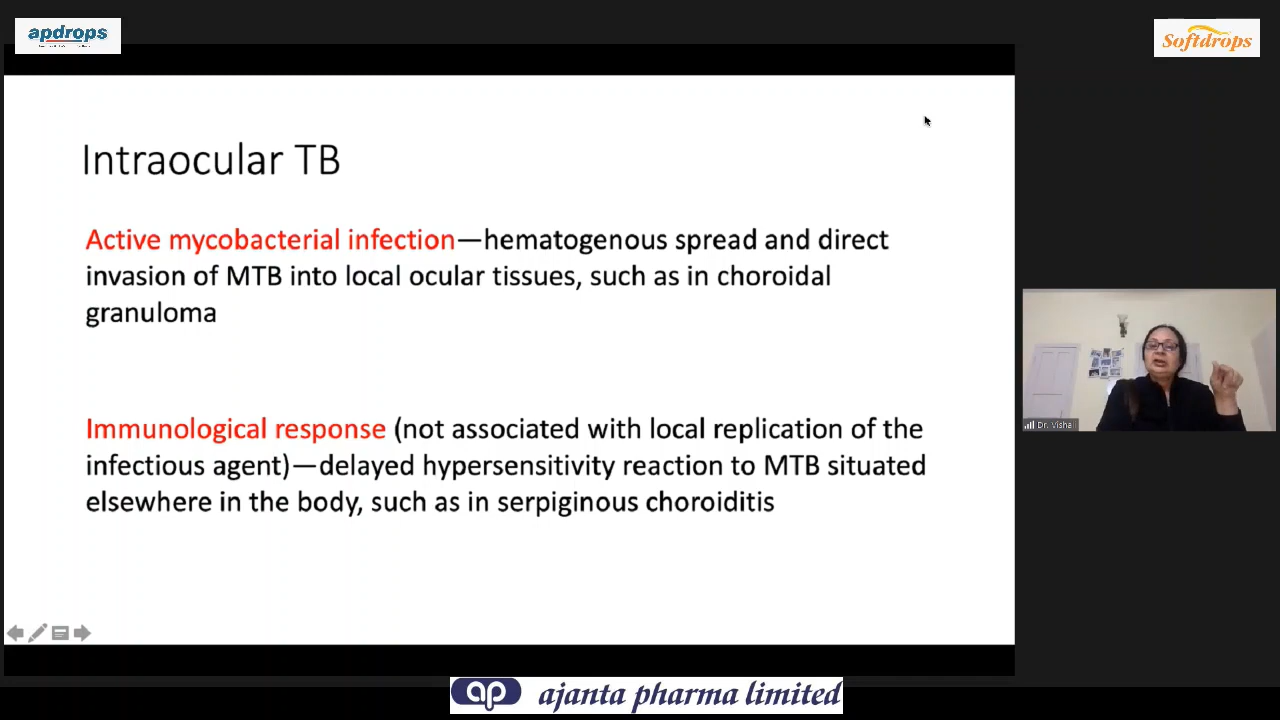 apdrops
Softdrops
Intraocular TB
Active mycobacterial infection—hematogenous spread and direct
invasion of MTB into local ocular tissues, such as in choroidal
granuloma
Immunological response (not associated with local replication of the
infectious agent)—delayed hypersensitivity reaction to MTB situated
elsewhere in the body, such as in serpiginous choroiditis
Dr. Vishali
ap ajanta pharma limited